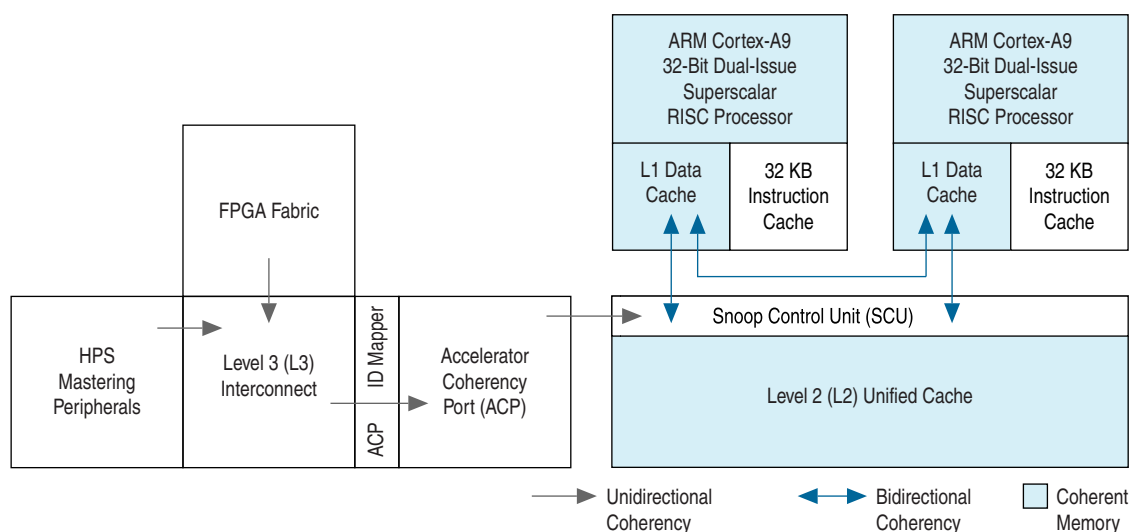 ARM Cortex-A9
32-Bit Dual-Issue
Superscalar
RISC Processor
L1 Data
Cache
32 KB
Instruction
Cache
ARM Cortex-A9
32-Bit Dual-Issue
Superscalar
RISC Processor
L1 Data
Cache
32 KB
Instruction
Cache
FPGA Fabric
HPS
Mastering
Peripherals
Level 3 (L3)
Interconnect
ACP ID Mapper
Accelerator
Coherency
Port (ACP)
Snoop Control Unit (SCU)
Level 2 (L2) Unified Cache
Unidirectional
Coherency
Bidirectional
Coherency
Coherent
Memory